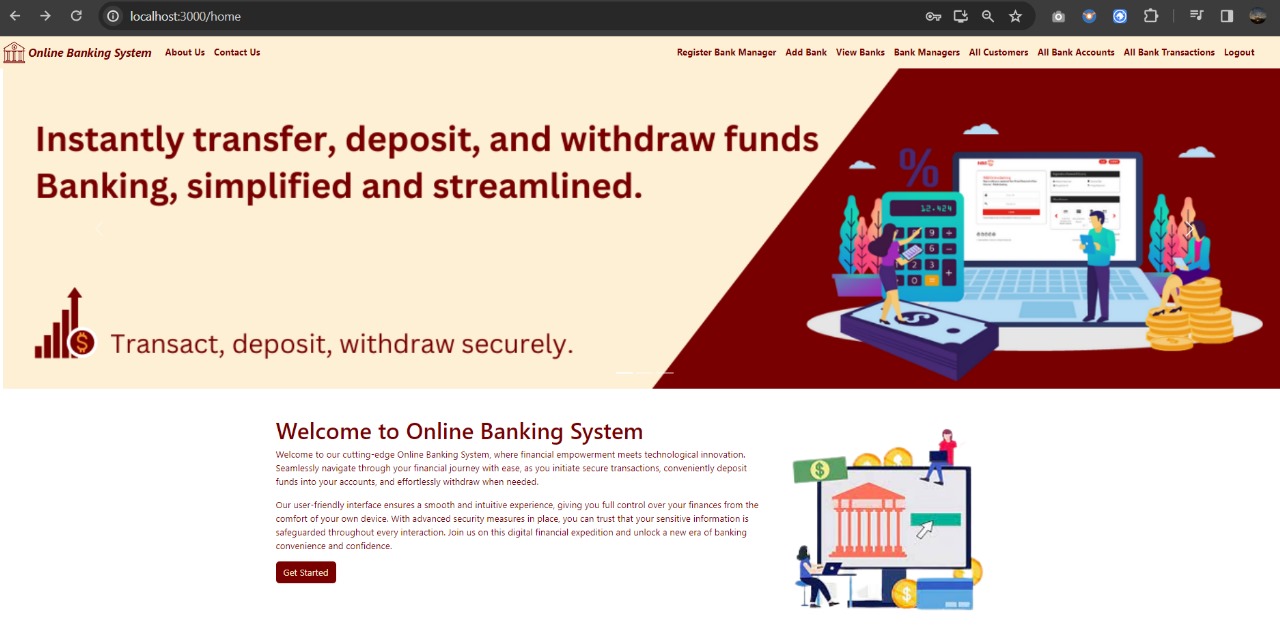 localhost:3000/home
Online Banking System About Us Contact Us Register Bank Manager Add Bank View Banks Bank Managers All Customers All Bank Accounts All Bank Transactions Logout
Instantly transfer, deposit, and withdraw funds
Banking, simplified and streamlined.
%
12.424
9 ÷
6 −
2 3 +
0 =
$
Transact, deposit, withdraw securely.
Welcome to Online Banking System
Welcome to our cutting-edge Online Banking System, where financial empowerment meets technological innovation.
Seamlessly navigate through your financial journey with ease, as you initiate secure transactions, conveniently deposit
funds into your accounts, and effortlessly withdraw when needed.
Our user-friendly interface ensures a smooth and intuitive experience, giving you full control over your finances from the
comfort of your own device. With advanced security measures in place, you can trust that your sensitive information is
safeguarded throughout every interaction. Join us on this digital financial expedition and unlock a new era of banking
convenience and confidence.
Get Started